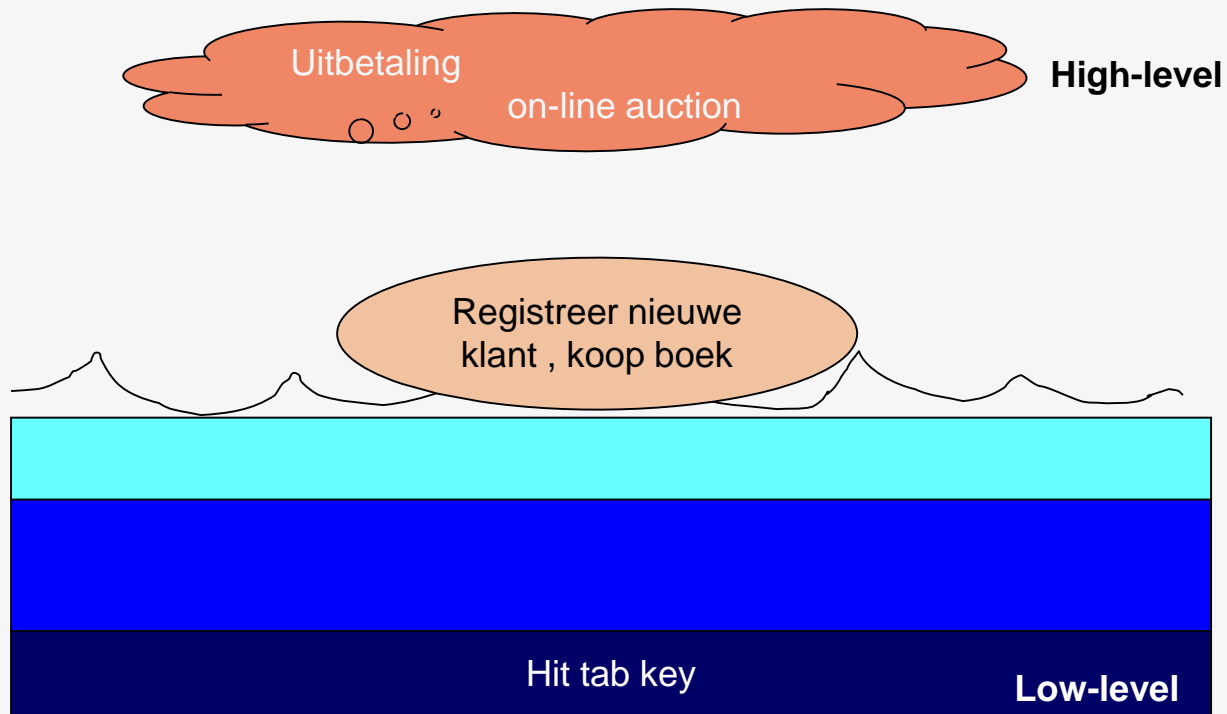 Uitbetaling
on-line auction
High-level
Registreer nieuwe
klant , koop boek
Hit tab key
Low-level